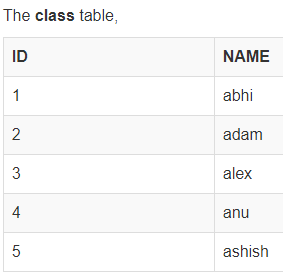 The class table,
ID NAME
1 abhi
2 adam
3 alex
4 anu
5 ashish